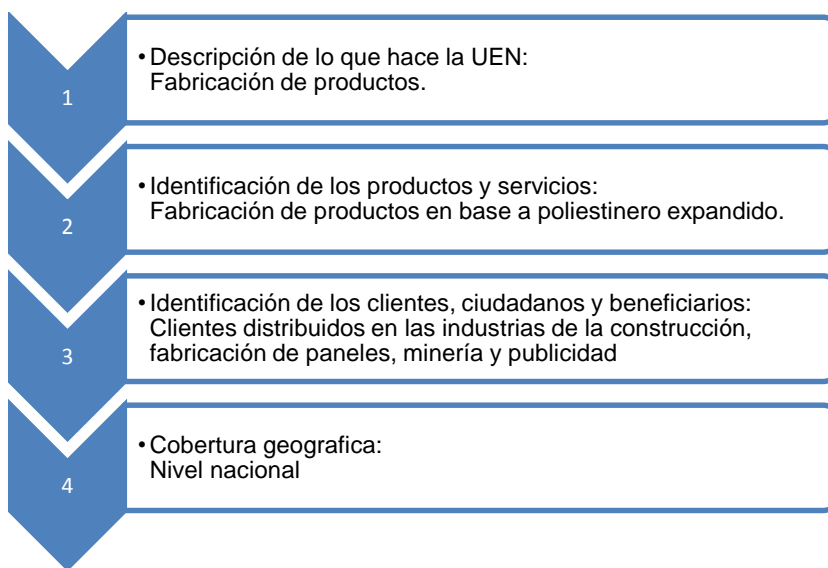 1
•Descripción de lo que hace la UEN:
Fabricación de productos.
2
•Identificación de los productos y servicios:
Fabricación de productos en base a poliestinero expandido.
3
•Identificación de los clientes, ciudadanos y beneficiarios:
Clientes distribuidos en las industrias de la construcción,
fabricación de paneles, minería y publicidad
4
•Cobertura geografica:
Nivel nacional